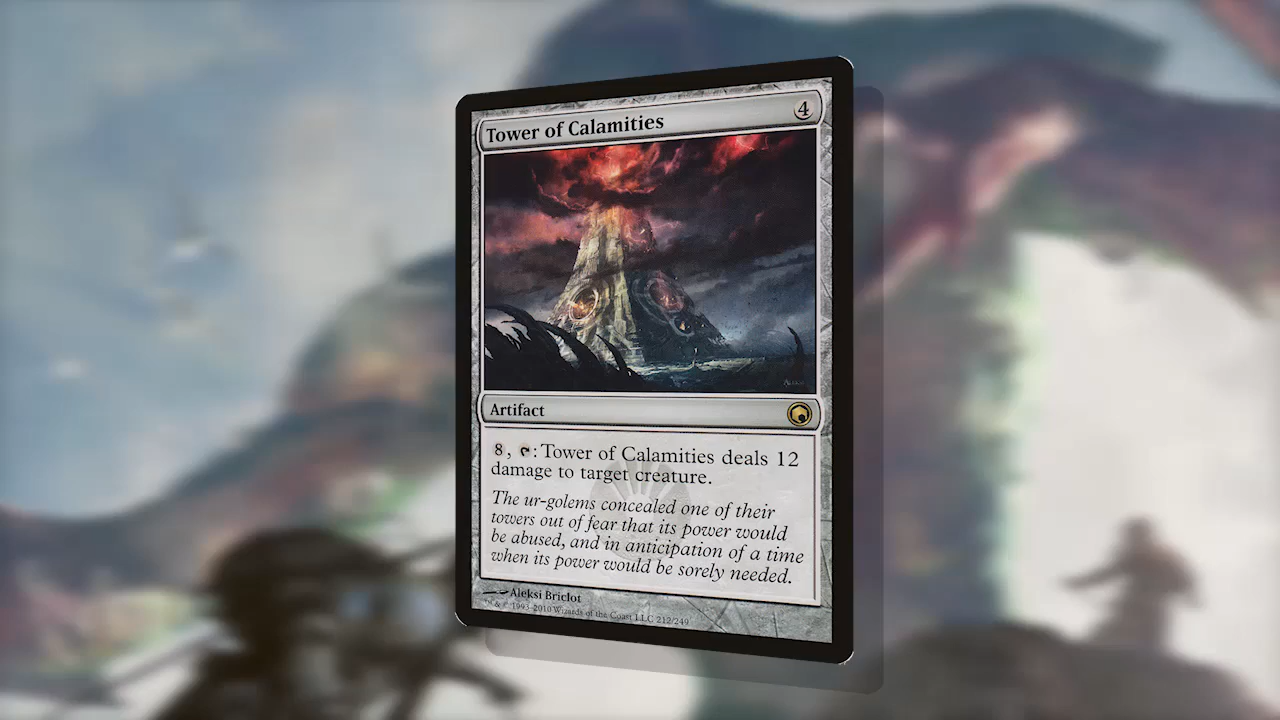 Tower of Calamities 4
Artifact
8, T: Tower of Calamities deals 12
damage to target creature.
The ur-golems concealed one of their
towers out of fear that its power would
be abused, and in anticipation of a time
when its power would be sorely needed.
Aleksi Briclot
™ & © 1993-2010 Wizards of the Coast LLC 212/249